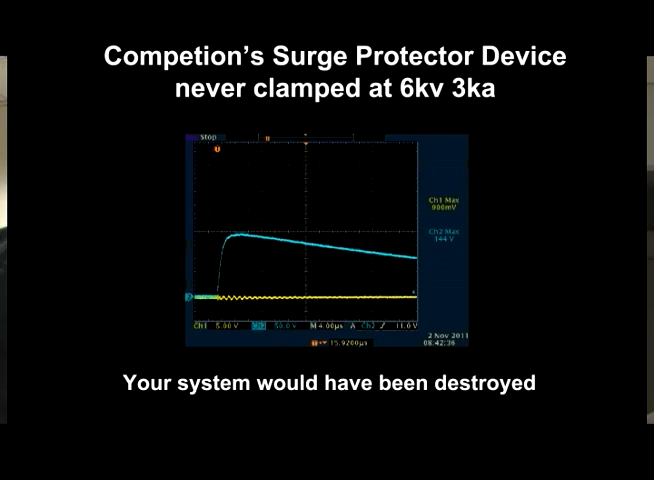 Competion's Surge Protector Device
never clamped at 6kv 3ka
Stop
Ch1 Max
900mV
Ch2 Max
144 V
Ch1 5.00 V 50.0 V M 4.00µs A Ch2 11.0 V
2 Nov 2011
15.9200µs 08:42:36
Your system would have been destroyed